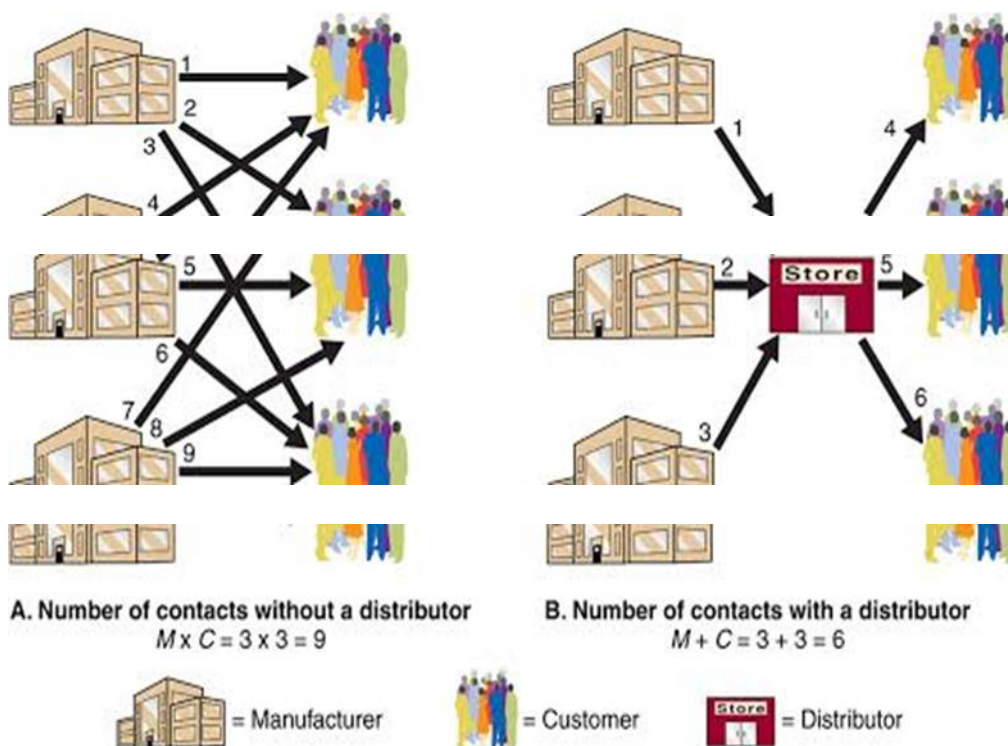 1
2
3
4
5
6
7
8
9
1
4
2
Store
5
3
6
A. Number of contacts without a distributor
M x C = 3 x 3 = 9
B. Number of contacts with a distributor
M + C = 3 + 3 = 6
= Manufacturer
= Customer
Store
= Distributor